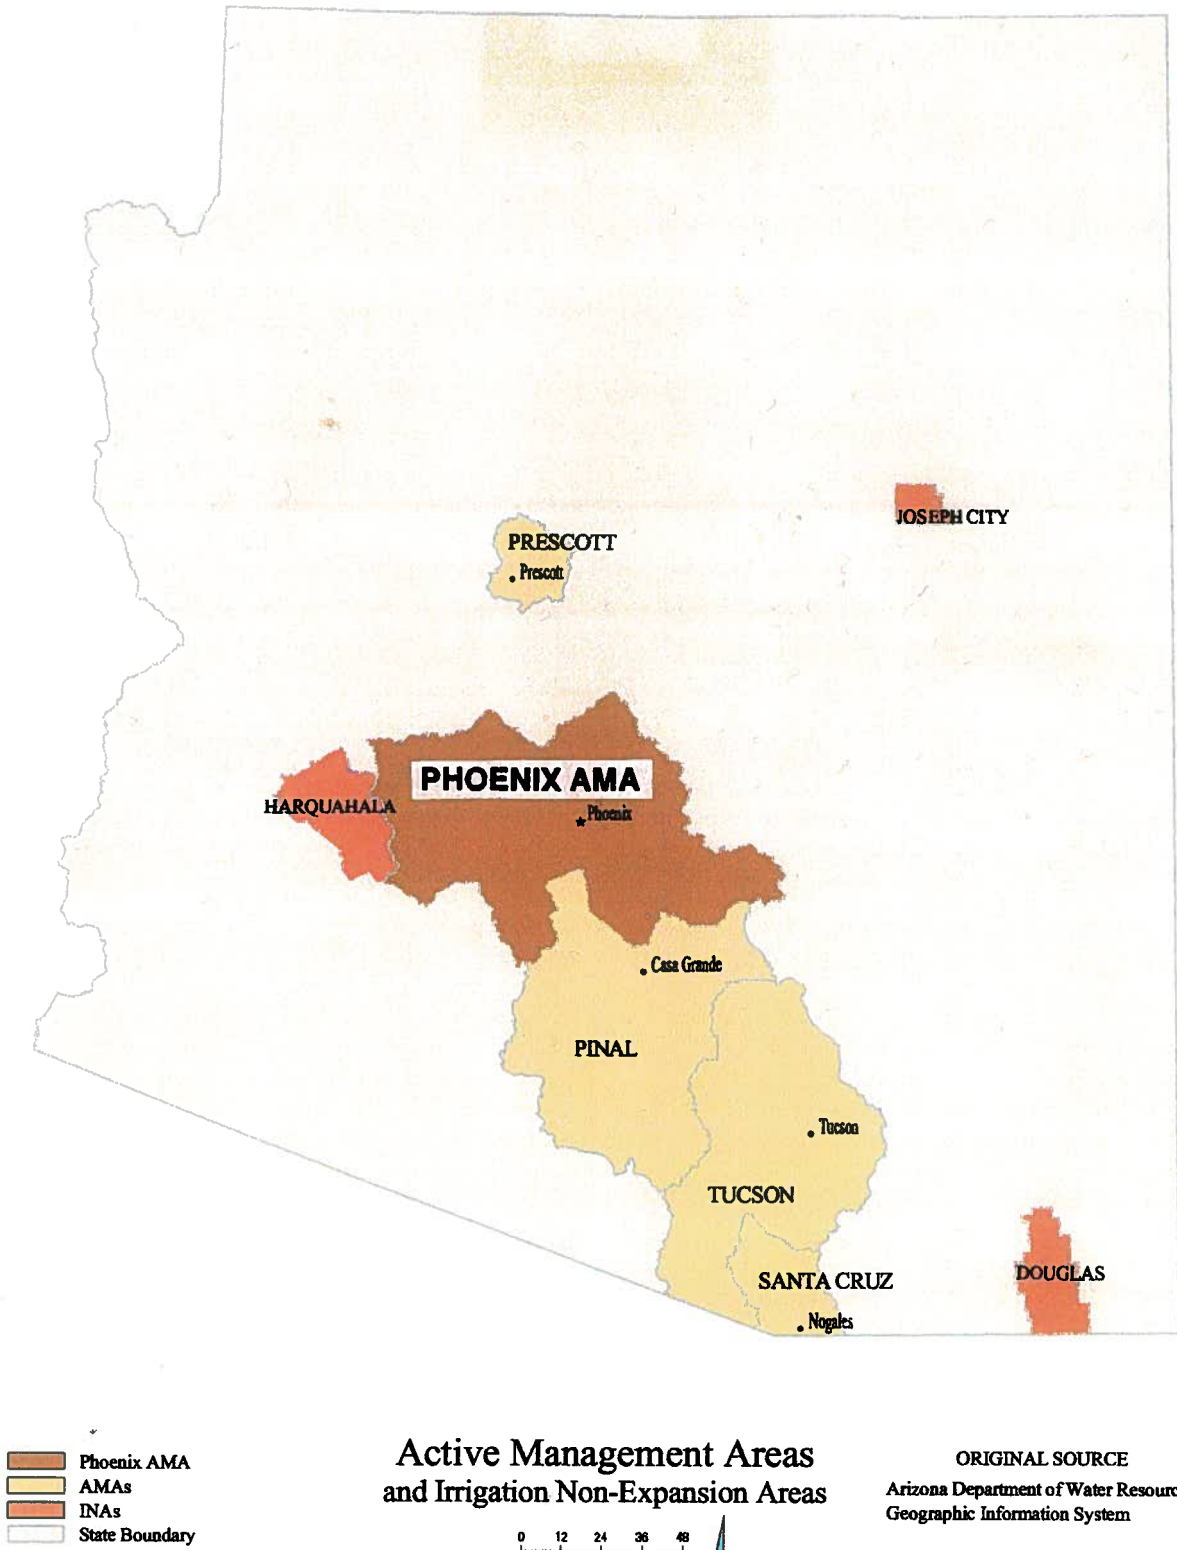 JOSEPH CITY
PRESCOTT
Prescott
PHOENIX AMA
HARQUAHALA
Phoenix
Casa Grande
PINAL
Tucson
TUCSON
SANTA CRUZ
DOUGLAS
Nogales
Phoenix AMA
AMAs
INAs
State Boundary
Active Management Areas
and Irrigation Non-Expansion Areas
0 12 24 36 48
ORIGINAL SOURCE
Arizona Department of Water Resourc
Geographic Information System